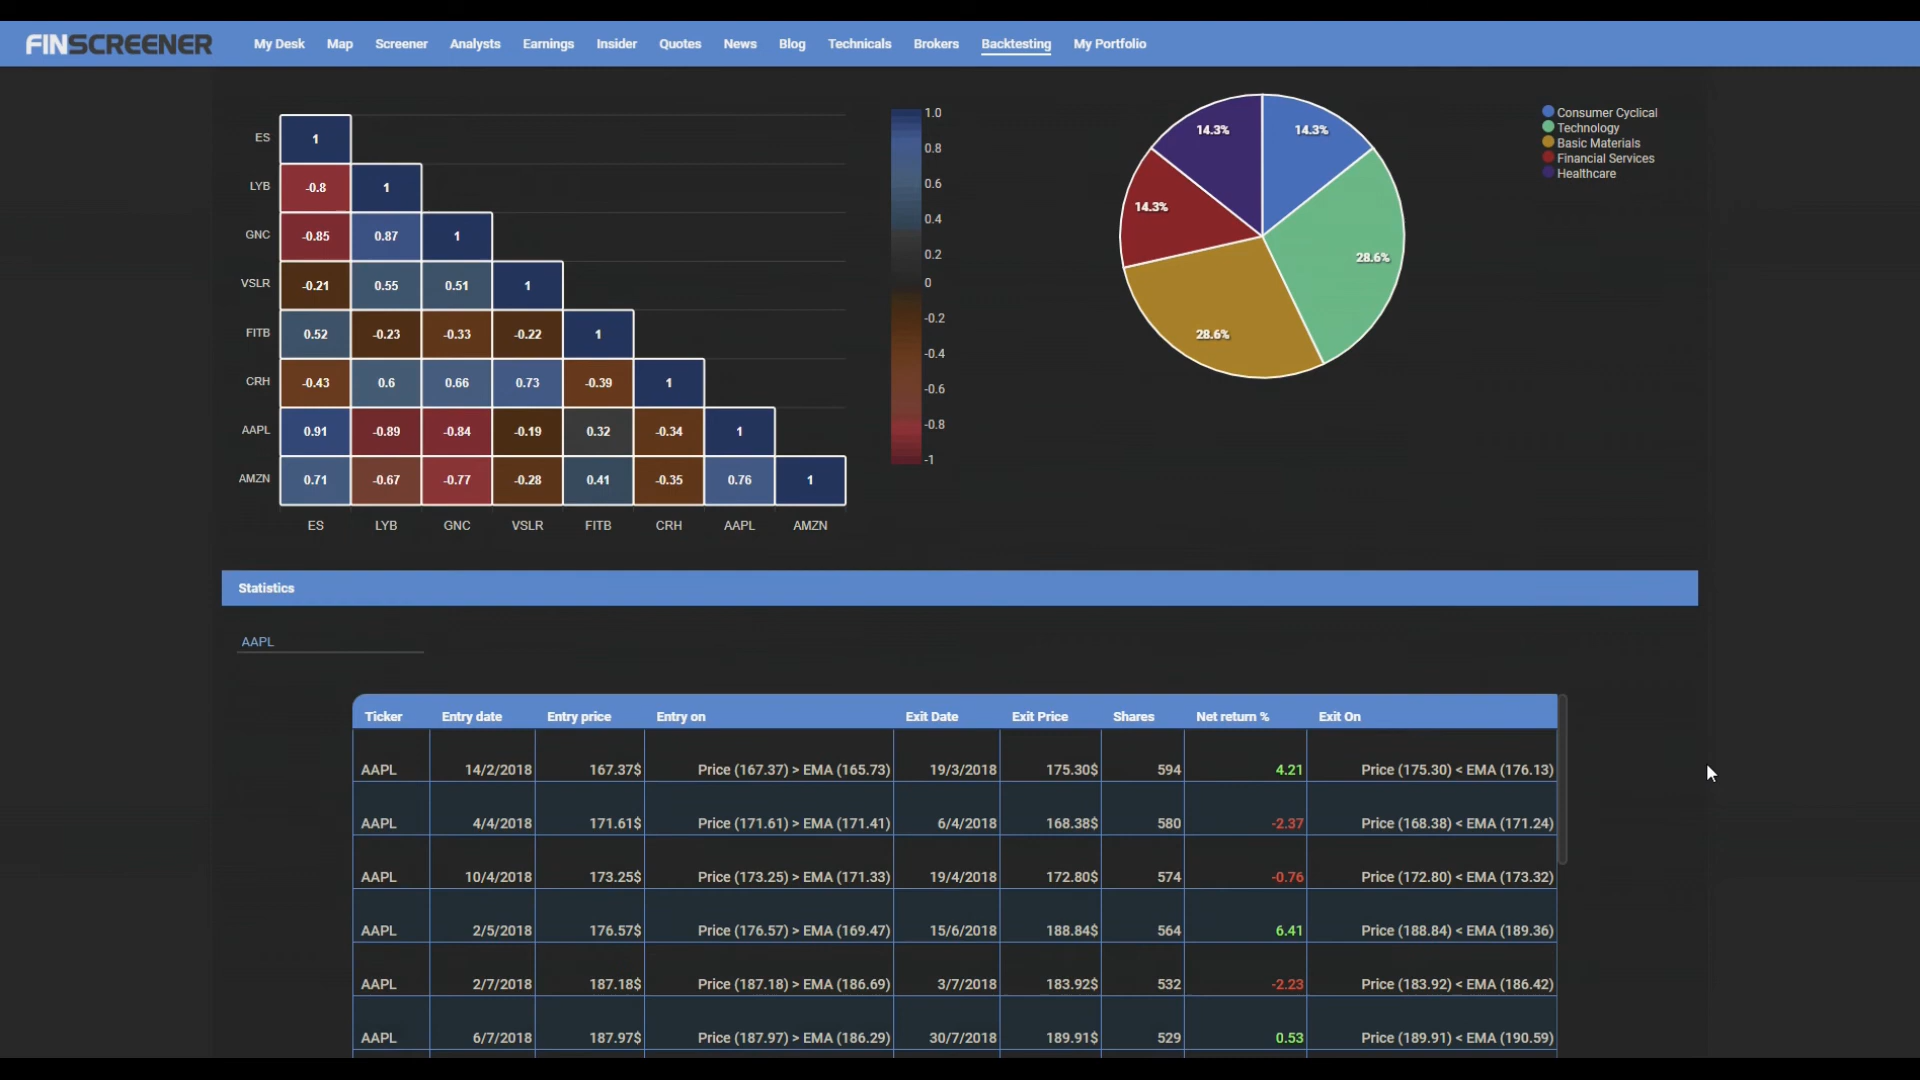 FINSCREENER My Desk Map Screener Analysts Earnings Insider Quotes News Blog Technicals Brokers Backtesting My Portfolio
ES 1
LYB -0.8 1
GNC -0.85 0.87 1
VSLR -0.21 0.55 0.51 1
FITB 0.52 -0.23 -0.33 -0.22 1
CRH -0.43 0.6 0.66 0.73 -0.39 1
AAPL 0.91 -0.89 -0.84 -0.19 0.32 -0.34 1
AMZN 0.71 -0.67 -0.77 -0.28 0.41 -0.35 0.76 1
ES LYB GNC VSLR FITB CRH AAPL AMZN
1.0
0.8
0.6
0.4
0.2
0
-0.2
-0.4
-0.6
-0.8
-1
14.3% 14.3%
14.3%
28.6%
28.6%
Consumer Cyclical
Technology
Basic Materials
Financial Services
Healthcare
Statistics
AAPL
Ticker Entry date Entry price Entry on Exit Date Exit Price Shares Net return % Exit On
AAPL 14/2/2018 167.37$ Price (167.37) > EMA (165.73) 19/3/2018 175.30$ 594 4.21 Price (175.30) < EMA (176.13)
AAPL 4/4/2018 171.61$ Price (171.61) > EMA (171.41) 6/4/2018 168.38$ 580 -2.37 Price (168.38) < EMA (171.24)
AAPL 10/4/2018 173.25$ Price (173.25) > EMA (171.33) 19/4/2018 172.80$ 574 -0.76 Price (172.80) < EMA (173.32)
AAPL 2/5/2018 176.57$ Price (176.57) > EMA (169.47) 15/6/2018 188.84$ 564 6.41 Price (188.84) < EMA (189.36)
AAPL 2/7/2018 187.18$ Price (187.18) > EMA (186.69) 3/7/2018 183.92$ 532 -2.23 Price (183.92) < EMA (186.42)
AAPL 6/7/2018 187.97$ Price (187.97) > EMA (186.29) 30/7/2018 189.91$ 529 0.53 Price (189.91) < EMA (190.59)